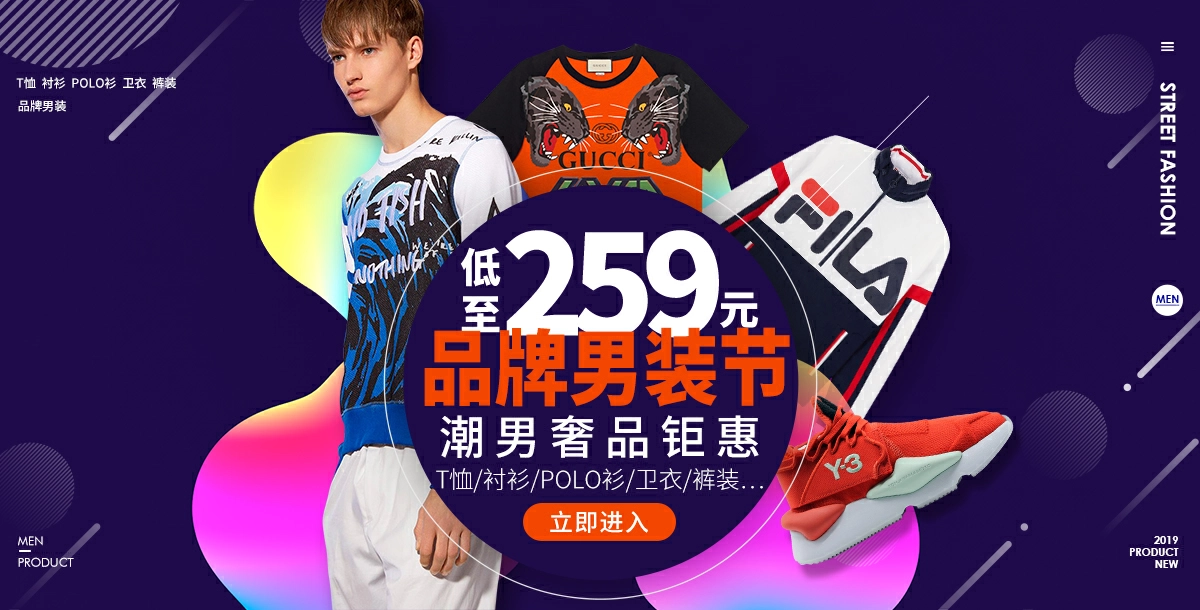 T恤 衬衫 POLO衫 卫衣 裤装
品牌男装
STREET FASHION
MEN
GUCCI
FILA
NOTHING
Y-3
低至259元
品牌男装节
潮男奢品钜惠
T恤/衬衫/POLO衫/卫衣/裤装...
立即进入
MEN
PRODUCT
2019
PRODUCT
NEW